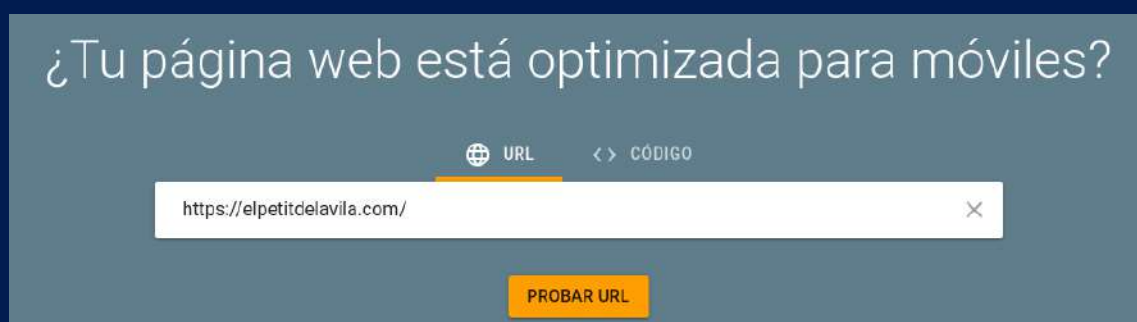 ¿Tu página web está optimizada para móviles?
URL <> CÓDIGO
https://elpetitdelavila.com/
PROBAR URL